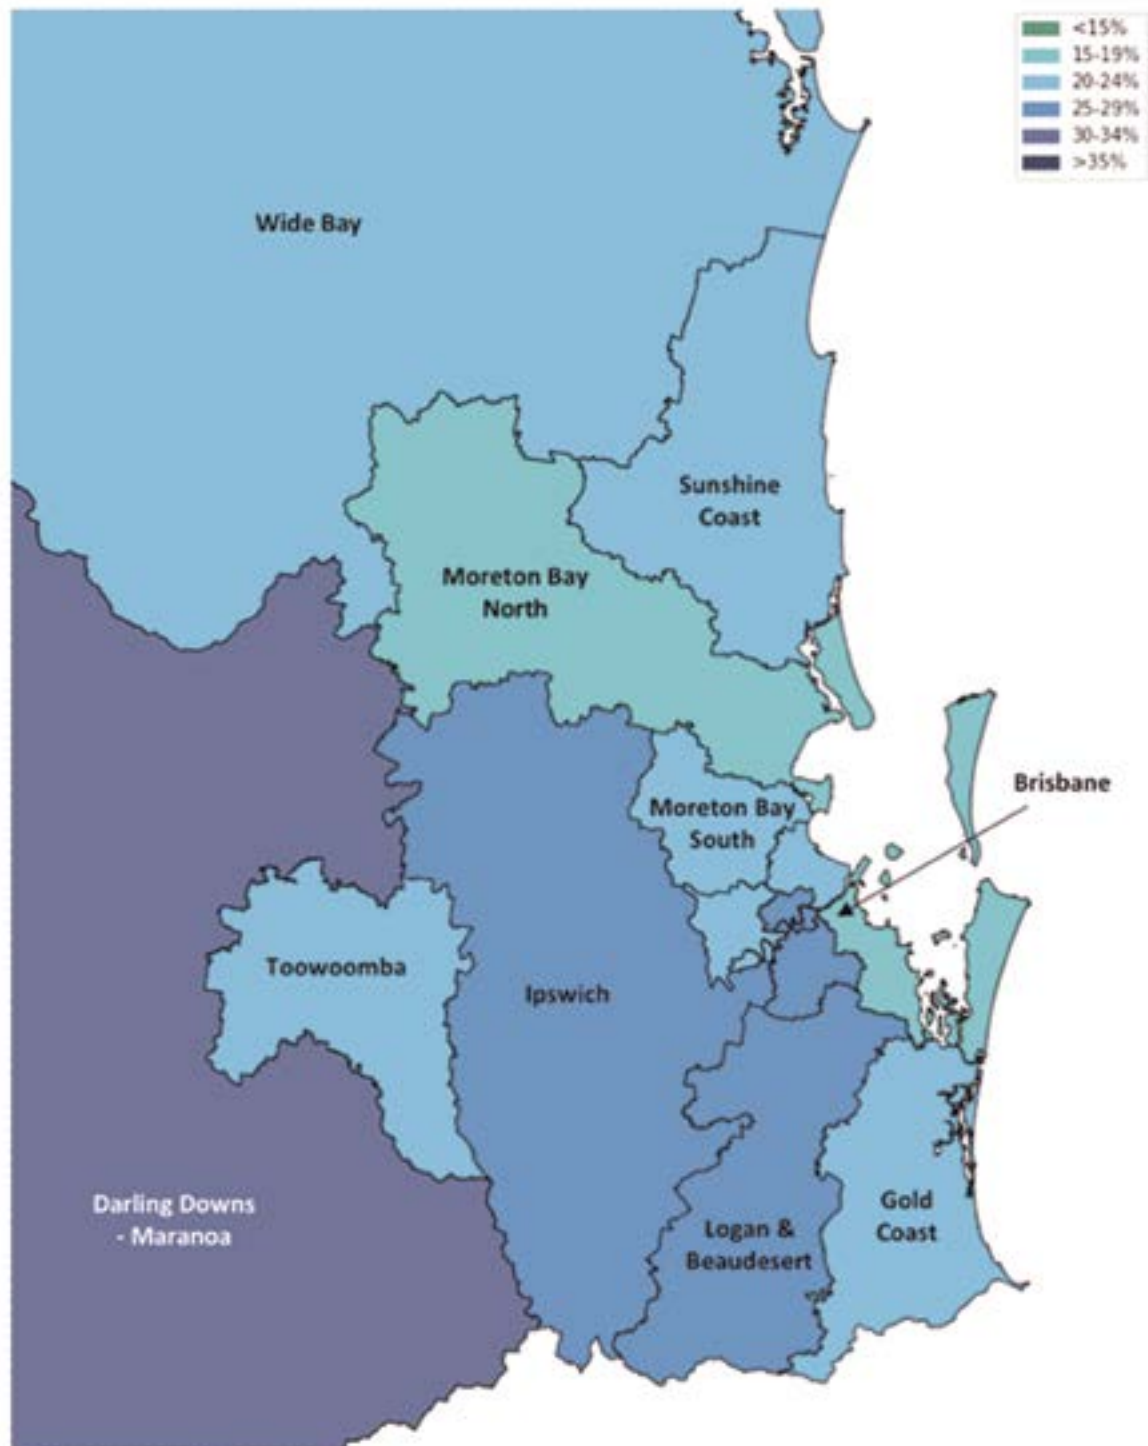 <15%
15-19%
20-24%
25-29%
30-34%
>35%
Wide Bay
Sunshine
Coast
Moreton Bay
North
Brisbane
Moreton Bay
South
Toowoomba
Ipswich
Darling Downs
- Maranoa
Gold
Coast
Logan &
Beaudesert